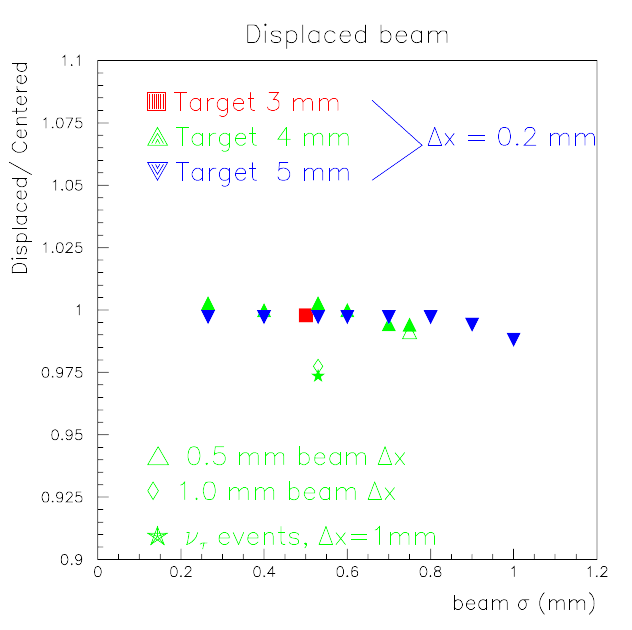 Displaced beam
Displaced/ Centered
1.1
1.075
1.05
1.025
1
0.975
0.95
0.925
0.9
Target 3 mm
Target 4 mm
Target 5 mm
Δx = 0.2 mm
0.5 mm beam Δx
1.0 mm beam Δx
ντ events, Δx=1mm
0 0.2 0.4 0.6 0.8 1 1.2
beam σ (mm)